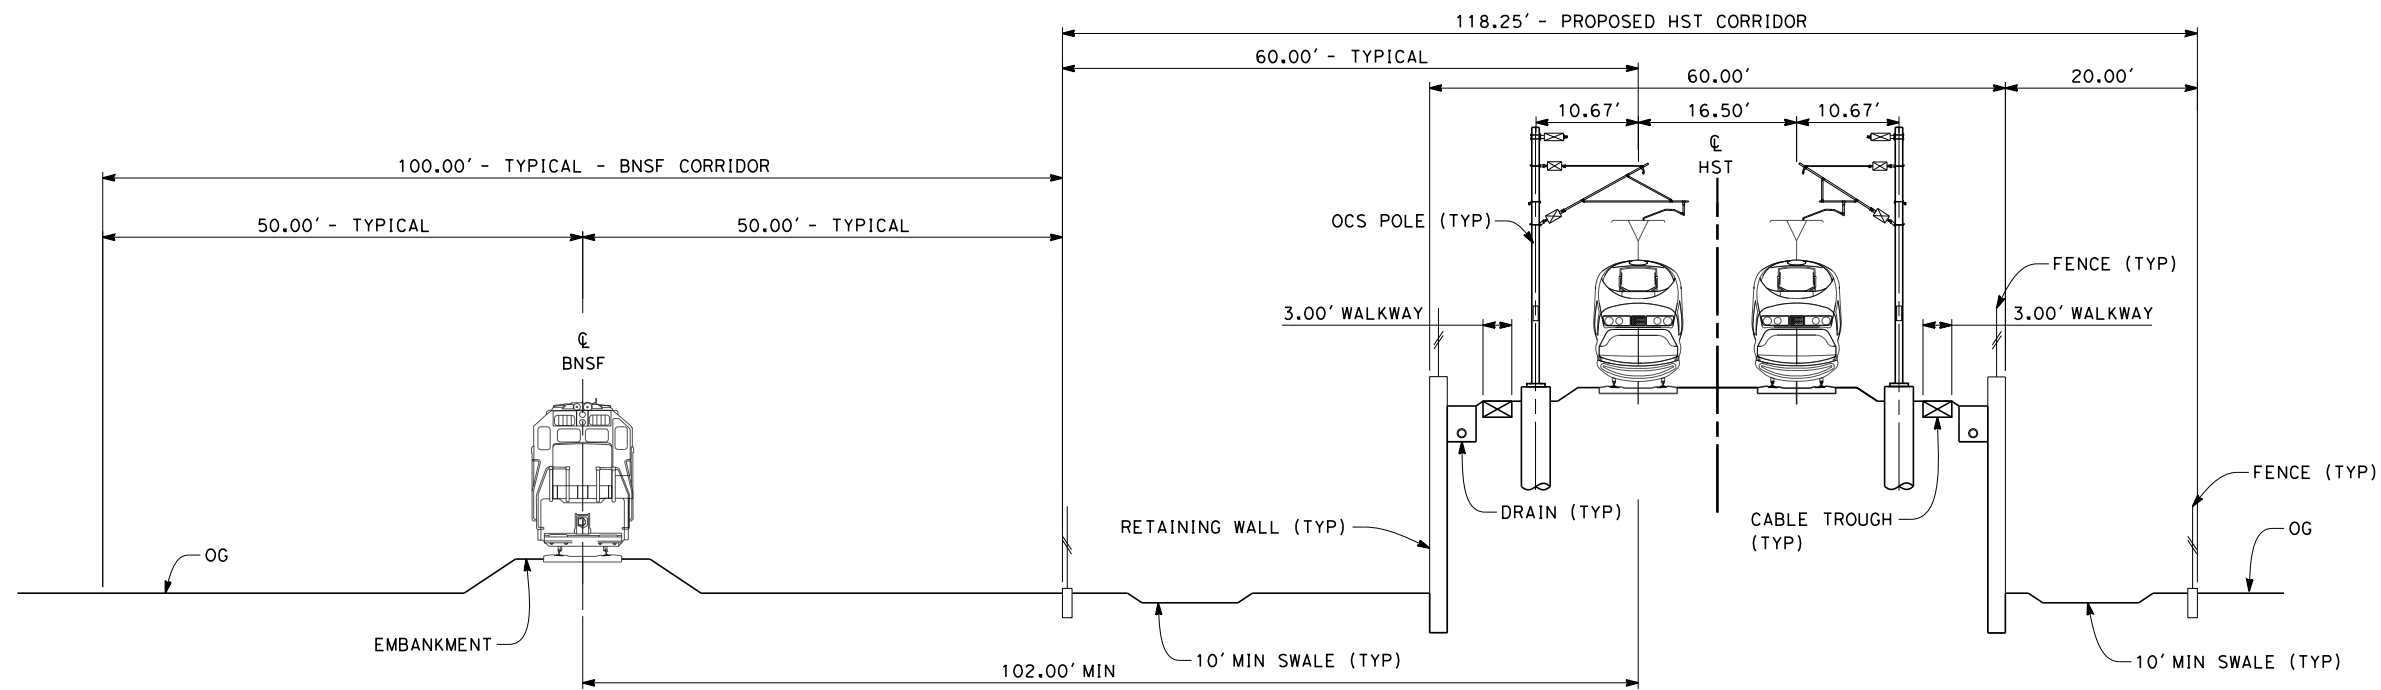 118.25' - PROPOSED HST CORRIDOR
60.00' - TYPICAL
60.00'
20.00'
10.67'
16.50'
10.67'
℄
HST
100.00' - TYPICAL - BNSF CORRIDOR
50.00' - TYPICAL
50.00' - TYPICAL
OCS POLE (TYP)
FENCE (TYP)
3.00' WALKWAY
3.00' WALKWAY
℄
BNSF
FENCE (TYP)
DRAIN (TYP)
RETAINING WALL (TYP)
CABLE TROUGH
(TYP)
OG
OG
EMBANKMENT
10' MIN SWALE (TYP)
10' MIN SWALE (TYP)
102.00' MIN